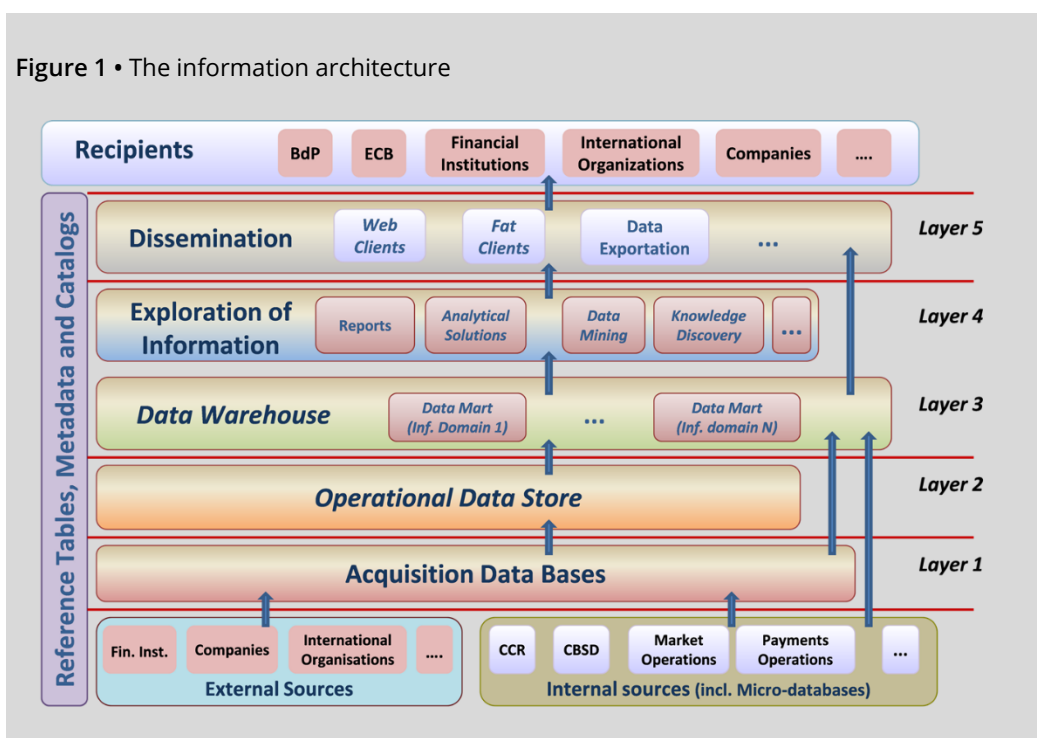 Figure 1 • The information architecture
Recipients
BdP
ECB
Financial
Institutions
International
Organizations
Companies
....
Reference Tables, Metadata and Catalogs
Dissemination
Web
Clients
Fat
Clients
Data
Exportation
...
Layer 5
Exploration of
Information
Reports
Analytical
Solutions
Data
Mining
Knowledge
Discovery
...
Layer 4
Data Warehouse
Data Mart
(Inf. Domain 1)
...
Data Mart
(Inf. domain N)
Layer 3
Operational Data Store
Layer 2
Acquisition Data Bases
Layer 1
Fin. Inst.
Companies
International
Organisations
....
External Sources
CCR
CBSD
Market
Operations
Payments
Operations
...
Internal sources (incl. Micro-databases)